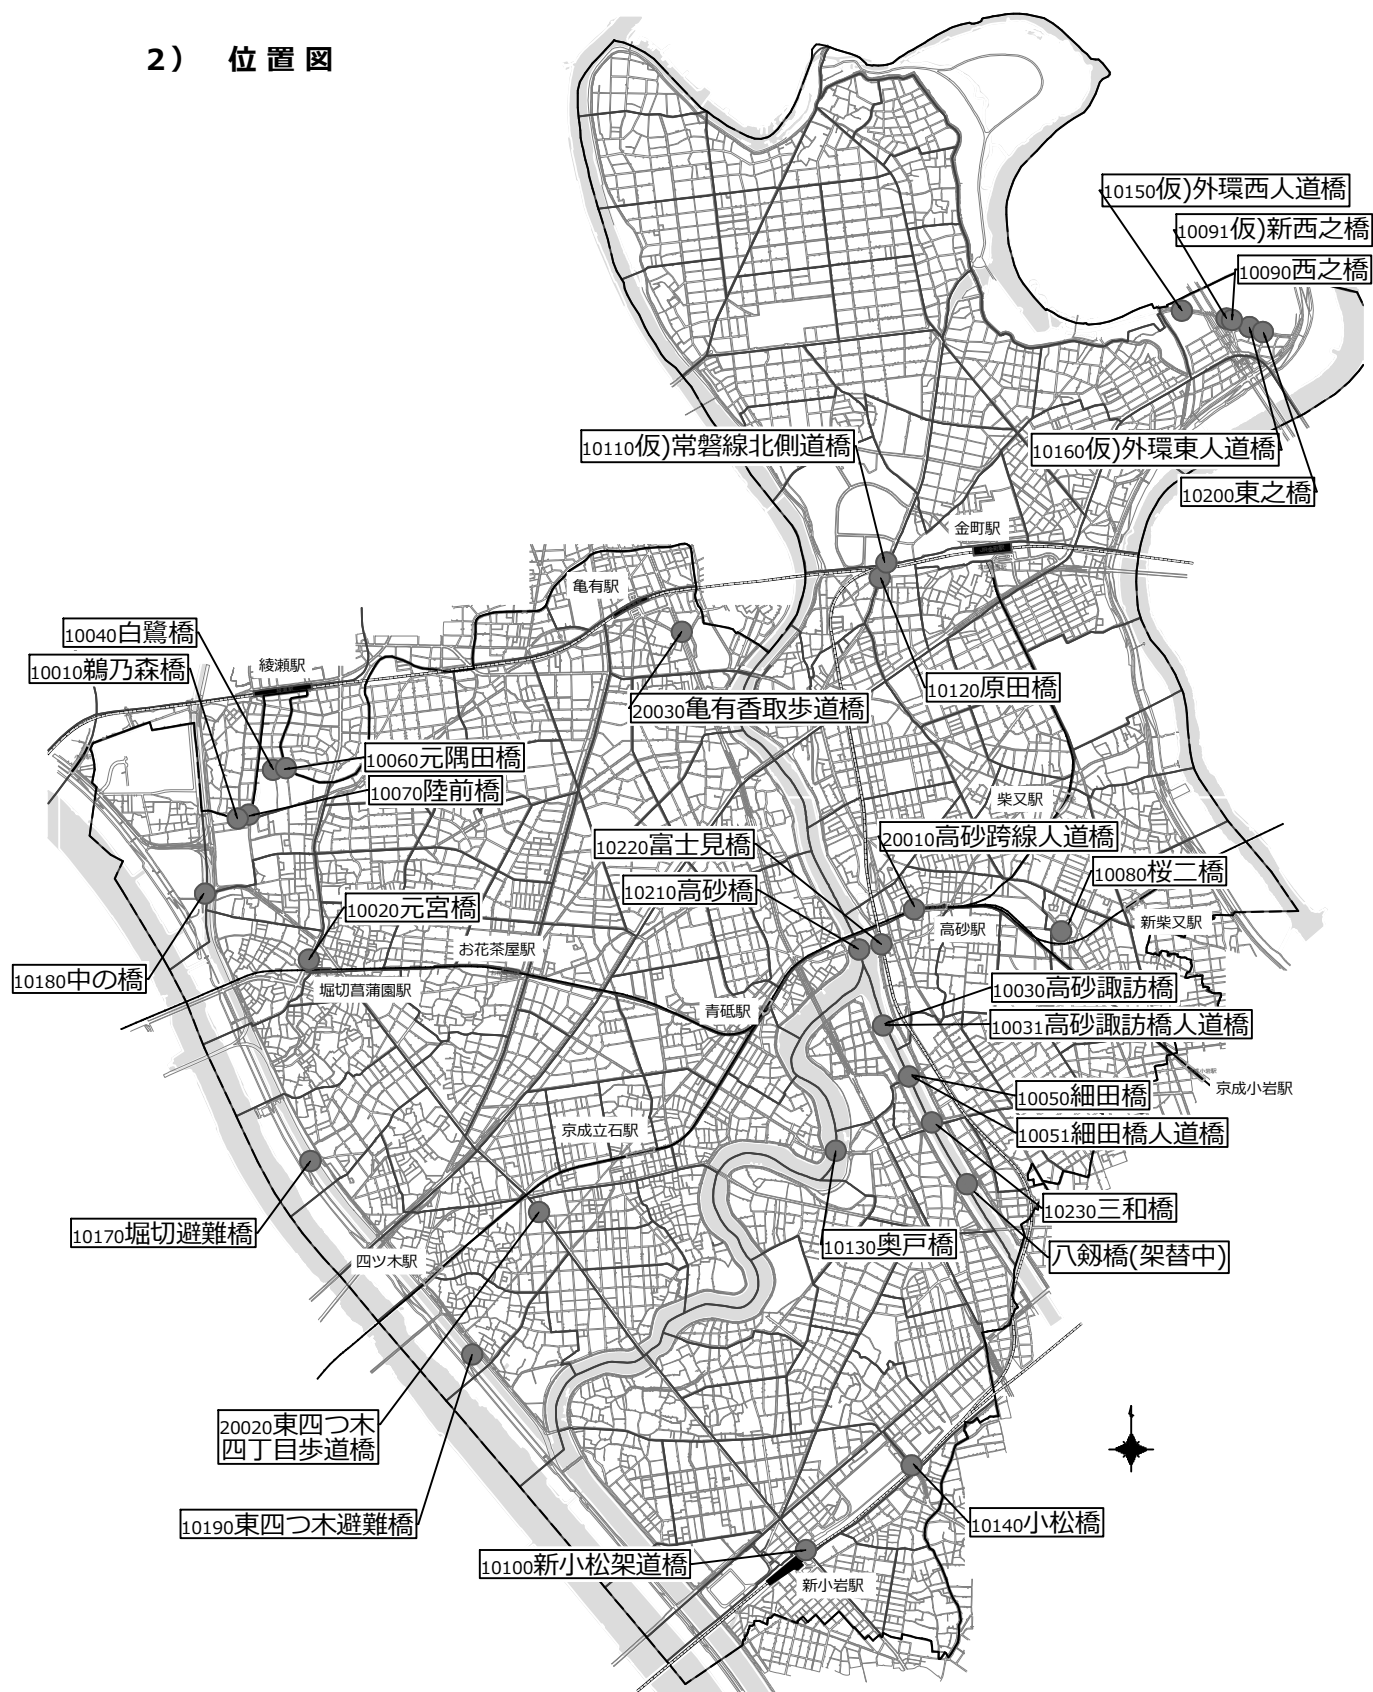 2） 位置図
10150仮)外環西人道橋
10091仮)新西之橋
10090西之橋
10110仮)常磐線北側道橋
10160仮)外環東人道橋
10200東之橋
金町駅
亀有駅
10040白鷺橋
10010鵜乃森橋
綾瀬駅
10120原田橋
20030亀有香取歩道橋
10060元隅田橋
10070陸前橋
柴又駅
10220富士見橋
20010高砂跨線人道橋
10210高砂橋
10080桜二橋
10020元宮橋
新柴又駅
高砂駅
お花茶屋駅
10180中の橋
堀切菖蒲園駅
10030高砂諏訪橋
青砥駅
10031高砂諏訪橋人道橋
京成小岩駅
10050細田橋
京成立石駅
10051細田橋人道橋
10230三和橋
10170堀切避難橋
10130奥戸橋
八剱橋(架替中)
四ツ木駅
20020東四つ木
四丁目歩道橋
10190東四つ木避難橋
10140小松橋
10100新小松架道橋
新小岩駅